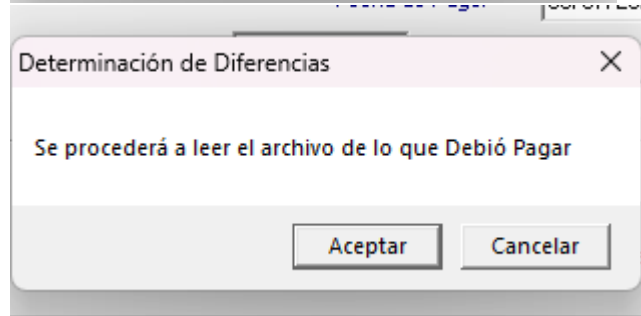 Determinación de Diferencias
Se procederá a leer el archivo de lo que Debió Pagar
Aceptar
Cancelar